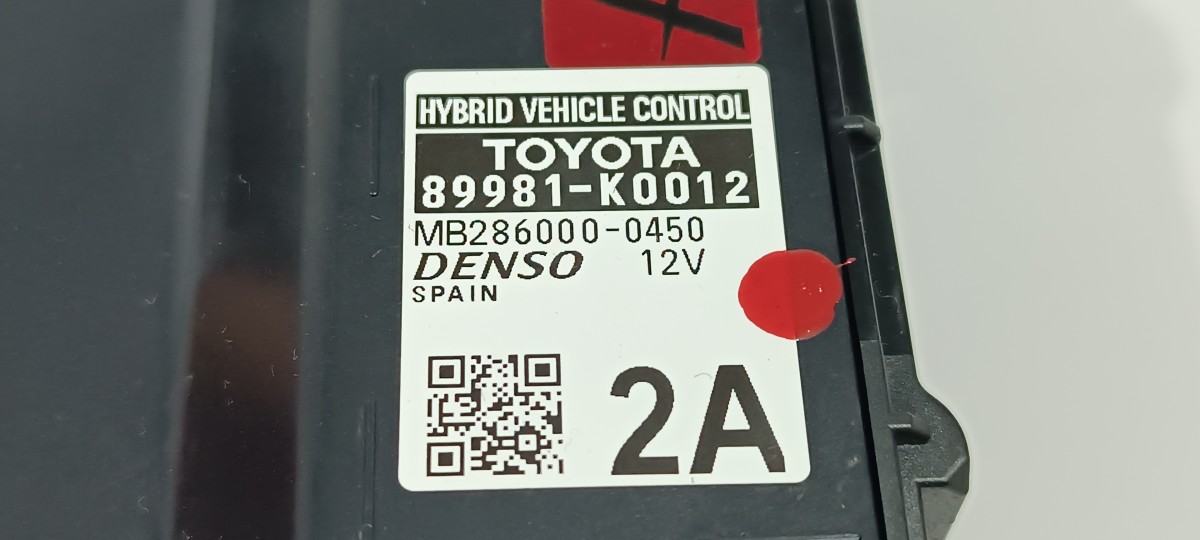 HYBRID VEHICLE CONTROL
TOYOTA
89981-K0012
MB286000-0450
DENSO 12V
SPAIN
2A